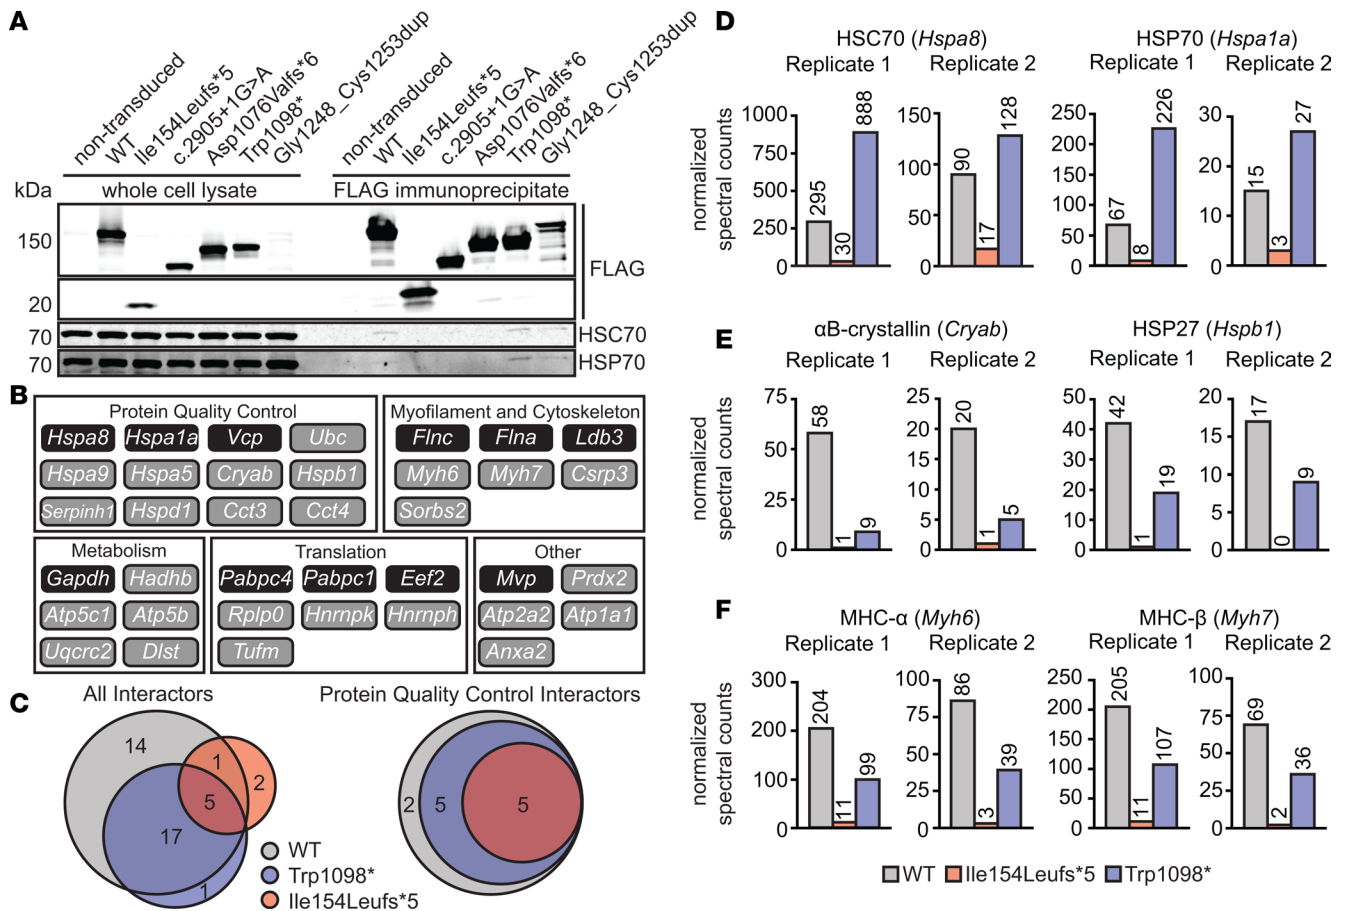 A
non-transduced
WT
Ile154Leufs*5
c.2905+1G>A
Asp1076Valfs*6
Trp1098*
Gly1248_Cys1253dup
non-transduced
WT
Ile154Leufs*5
c.2905+1G>A
Asp1076Valfs*6
Trp1098*
Gly1248_Cys1253dup
kDa
whole cell lysate
FLAG immunoprecipitate
150
20
FLAG
70
HSC70
70
HSP70
B
Protein Quality Control
Hspa8 Hspa1a Vcp Ubc
Hspa9 Hspa5 Cryab Hspb1
Serpinh1 Hspd1 Cct3 Cct4
Myofilament and Cytoskeleton
Flnc Flna Ldb3
Myh6 Myh7 Csrp3
Sorbs2
Metabolism
Gapdh Hadhb
Atp5c1 Atp5b
Uqcrc2 Dlst
Translation
Pabpc4 Pabpc1 Eef2
Rplp0 Hnrnpk Hnrnph
Tufm
Other
Mvp Prdx2
Atp2a2 Atp1a1
Anxa2
C
All Interactors
14
1
2
5
17
1
WT
Trp1098*
Ile154Leufs*5
Protein Quality Control Interactors
2 5 5
D
HSC70 (Hspa8)
Replicate 1
Replicate 2
HSP70 (Hspa1a)
Replicate 1
Replicate 2
normalized
spectral counts
1000
750
500
250
0
295
30
888
150
100
50
0
90
17
128
250
200
150
100
50
0
67
8
226
30
20
10
0
15
3
27
E
αB-crystallin (Cryab)
Replicate 1
Replicate 2
HSP27 (Hspb1)
Replicate 1
Replicate 2
normalized
spectral counts
75
50
25
0
58
1
9
25
20
15
10
5
0
20
1
5
50
40
30
20
10
0
42
1
19
20
15
10
5
0
17
0
9
F
MHC-α (Myh6)
Replicate 1
Replicate 2
MHC-β (Myh7)
Replicate 1
Replicate 2
normalized
spectral counts
300
200
100
0
204
11
99
100
50
0
86
3
39
250
200
150
100
50
0
205
11
107
100
75
50
25
0
69
2
36
WT Ile154Leufs*5 Trp1098*